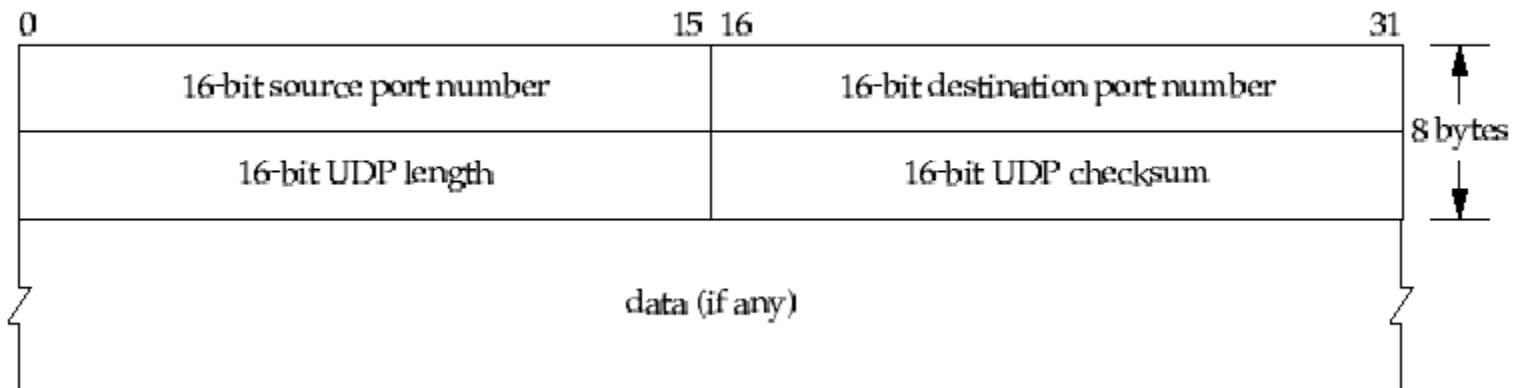 0 15 16 31
16-bit source port number 16-bit destination port number
8 bytes
16-bit UDP length 16-bit UDP checksum
data (if any)